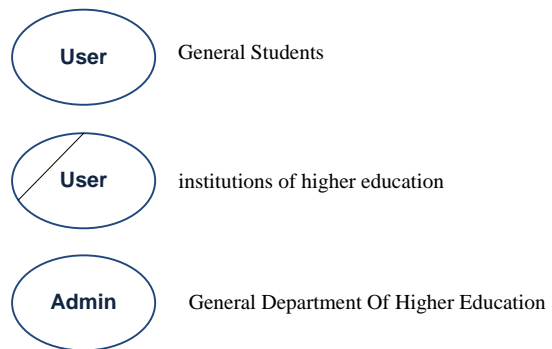 User General Students
User institutions of higher education
Admin General Department Of Higher Education